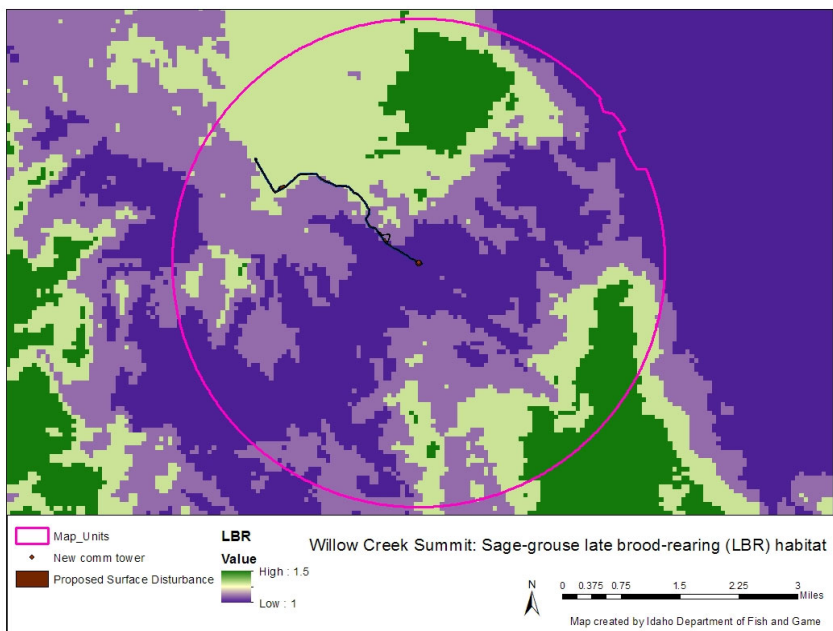 Map_Units
New comm tower
Proposed Surface Disturbance
LBR
Value
High : 1.5
Low : 1
Willow Creek Summit: Sage-grouse late brood-rearing (LBR) habitat
N
0 0.375 0.75 1.5 2.25 3
Miles
Map created by Idaho Department of Fish and Game